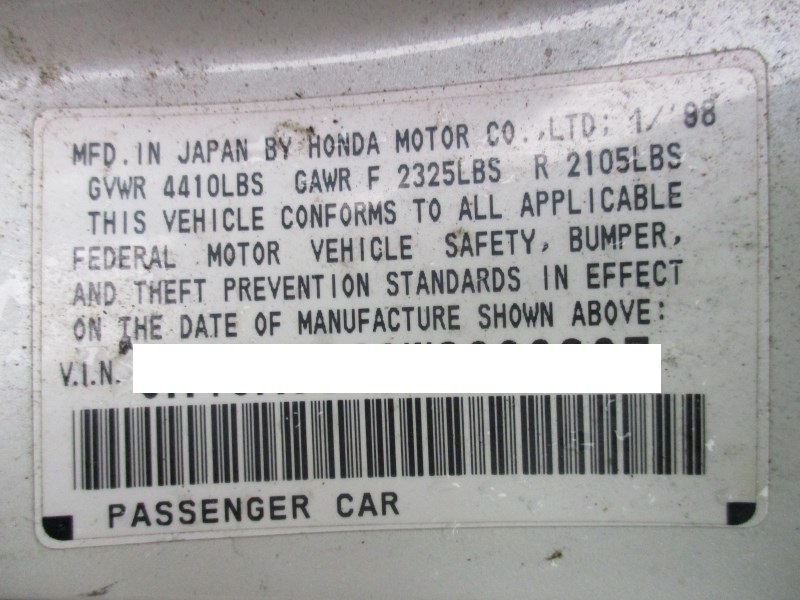 MFD. IN JAPAN BY HONDA MOTOR CO., LTD; 1/'98
GVWR 4410LBS GAWR F 2325LBS R 2105LBS
THIS VEHICLE CONFORMS TO ALL APPLICABLE
FEDERAL MOTOR VEHICLE SAFETY, BUMPER,
AND THEFT PREVENTION STANDARDS IN EFFECT
ON THE DATE OF MANUFACTURE SHOWN ABOVE:
V.I.N.
PASSENGER CAR